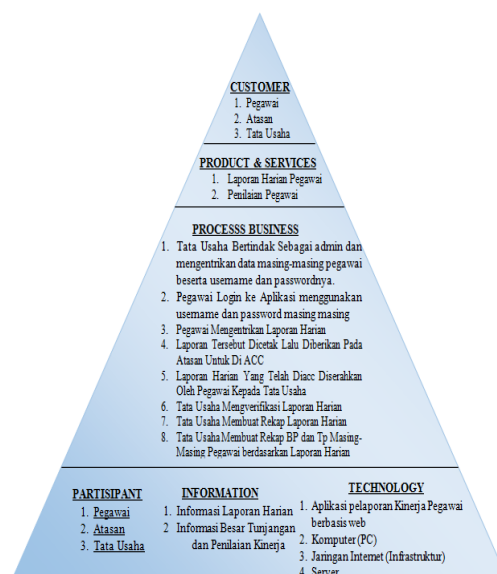 CUSTOMER
1. Pegawai
2. Atasan
3. Tata Usaha
PRODUCT & SERVICES
1. Laporan Harian Pegawai
2. Penilaian Pegawai
PROCESSS BUSINESS
1. Tata Usaha Bertindak Sebagai admin dan
mengentrikan data masing-masing pegawai
beserta username dan passwordnya.
2. Pegawai Login ke Aplikasi menggunakan
username dan password masing masing
3. Pegawai Mengentrikan Laporan Harian
4. Laporan Tersebut Dicetak Lalu Diberikan Pada
Atasan Untuk Di ACC
5. Laporan Harian Yang Telah Diacc Diserahkan
Oleh Pegawai Kepada Tata Usaha
6. Tata Usaha Mengverifikasi Laporan Harian
7. Tata Usaha Membuat Rekap Laporan Harian
8. Tata Usaha Membuat Rekap BP dan Tp Masing-
Masing Pegawai berdasarkan Laporan Harian
PARTISIPANT
1. Pegawai
2. Atasan
3. Tata Usaha
INFORMATION
1. Informasi Laporan Harian
2 Informasi Besar Tunjangan
dan Penilaian Kinerja
TECHNOLOGY
1. Aplikasi pelaporan Kinerja Pegawai
berbasis web
2. Komputer (PC)
3. Jaringan Internet (Infrastruktur)
4. Server